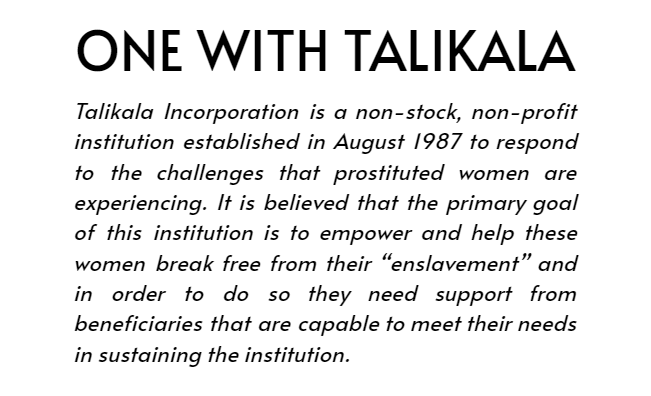 ONE WITH TALIKALA
Talikala Incorporation is a non-stock, non-profit
institution established in August 1987 to respond
to the challenges that prostituted women are
experiencing. It is believed that the primary goal
of this institution is to empower and help these
women break free from their “enslavement” and
in order to do so they need support from
beneficiaries that are capable to meet their needs
in sustaining the institution.